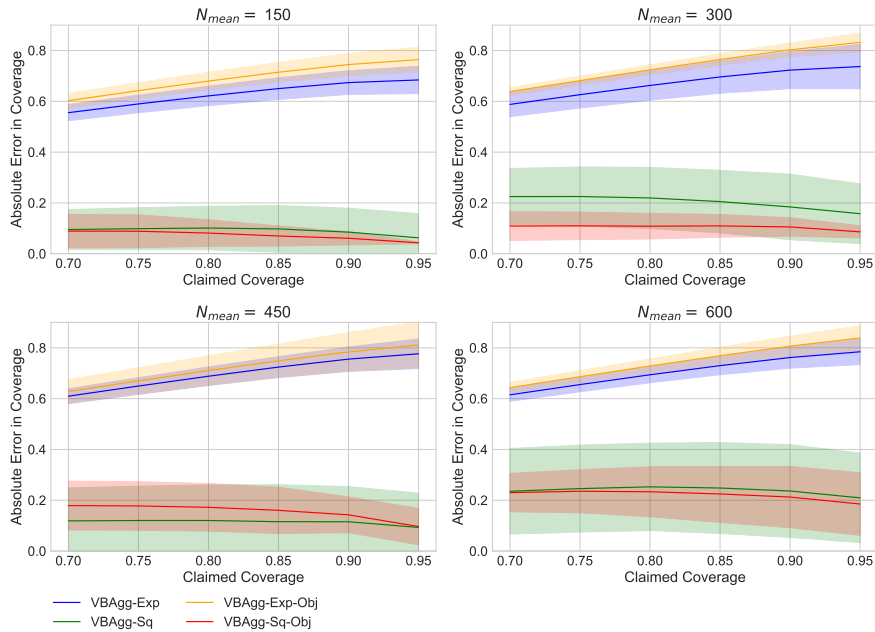 N_mean = 150
Absolute Error in Coverage
0.8
0.6
0.4
0.2
0.0
0.70 0.75 0.80 0.85 0.90 0.95
Claimed Coverage
N_mean = 300
Absolute Error in Coverage
0.8
0.6
0.4
0.2
0.0
0.70 0.75 0.80 0.85 0.90 0.95
Claimed Coverage
N_mean = 450
Absolute Error in Coverage
0.8
0.6
0.4
0.2
0.0
0.70 0.75 0.80 0.85 0.90 0.95
Claimed Coverage
N_mean = 600
Absolute Error in Coverage
0.8
0.6
0.4
0.2
0.0
0.70 0.75 0.80 0.85 0.90 0.95
Claimed Coverage
VBAgg-Exp
VBAgg-Sq
VBAgg-Exp-Obj
VBAgg-Sq-Obj